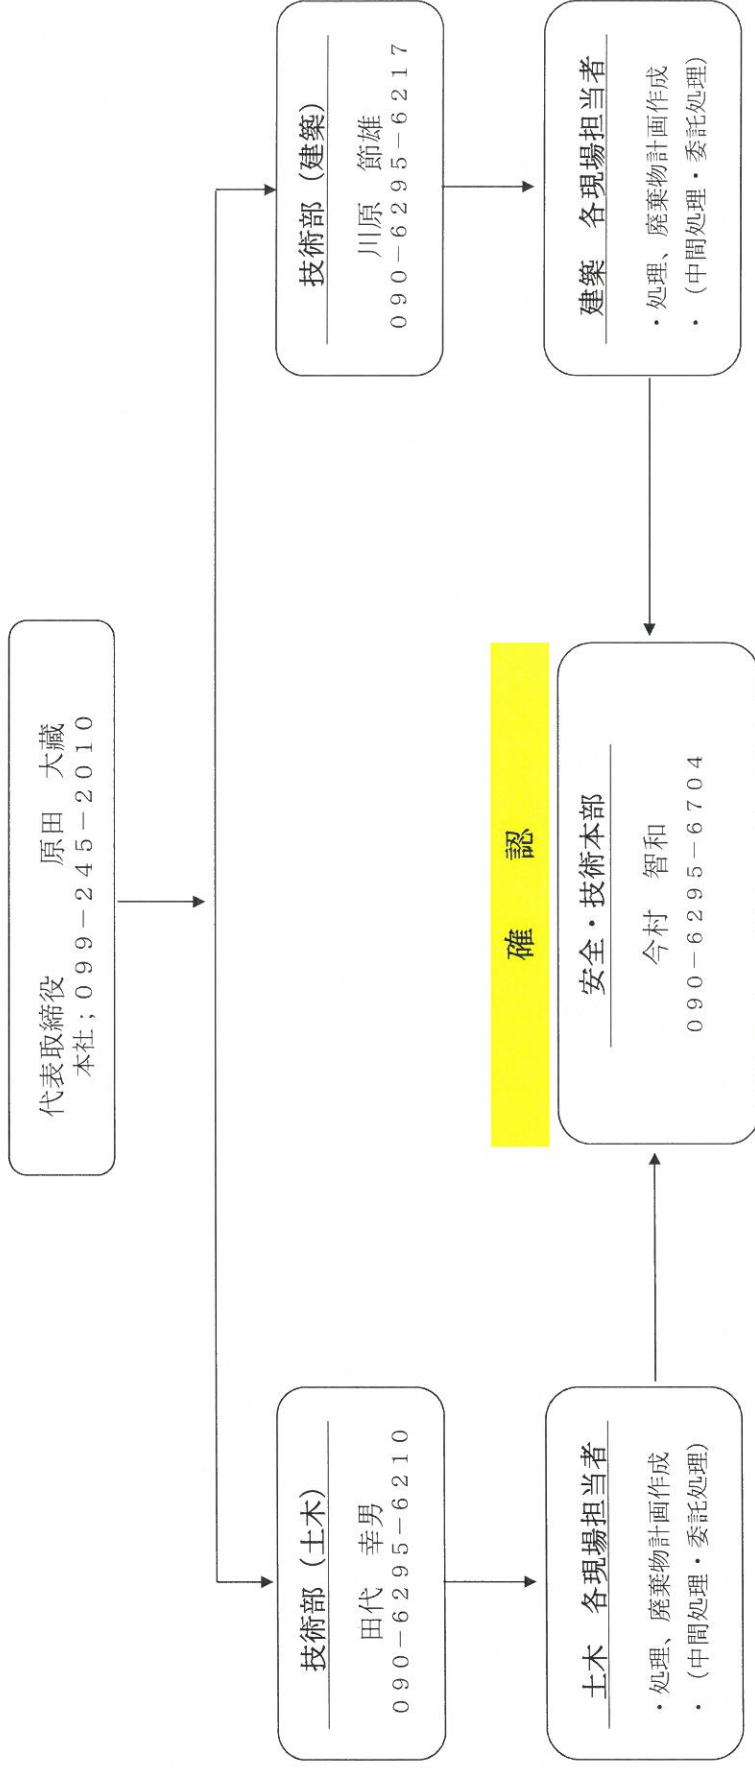 代表取締役　　　原田　大藏
本社；０９９－２４５－２０１０
技術部（土木）
田代　幸男
０９０－６２９５－６２１０
技術部（建築）
川原　節雄
０９０－６２９５－６２１７
土木　各現場担当者
・処理、廃棄物計画作成
・（中間処理・委託処理）
確　　認
安全・技術本部
今村　智和
０９０－６２９５－６７０４
建築　各現場担当者
・処理、廃棄物計画作成
・（中間処理・委託処理）